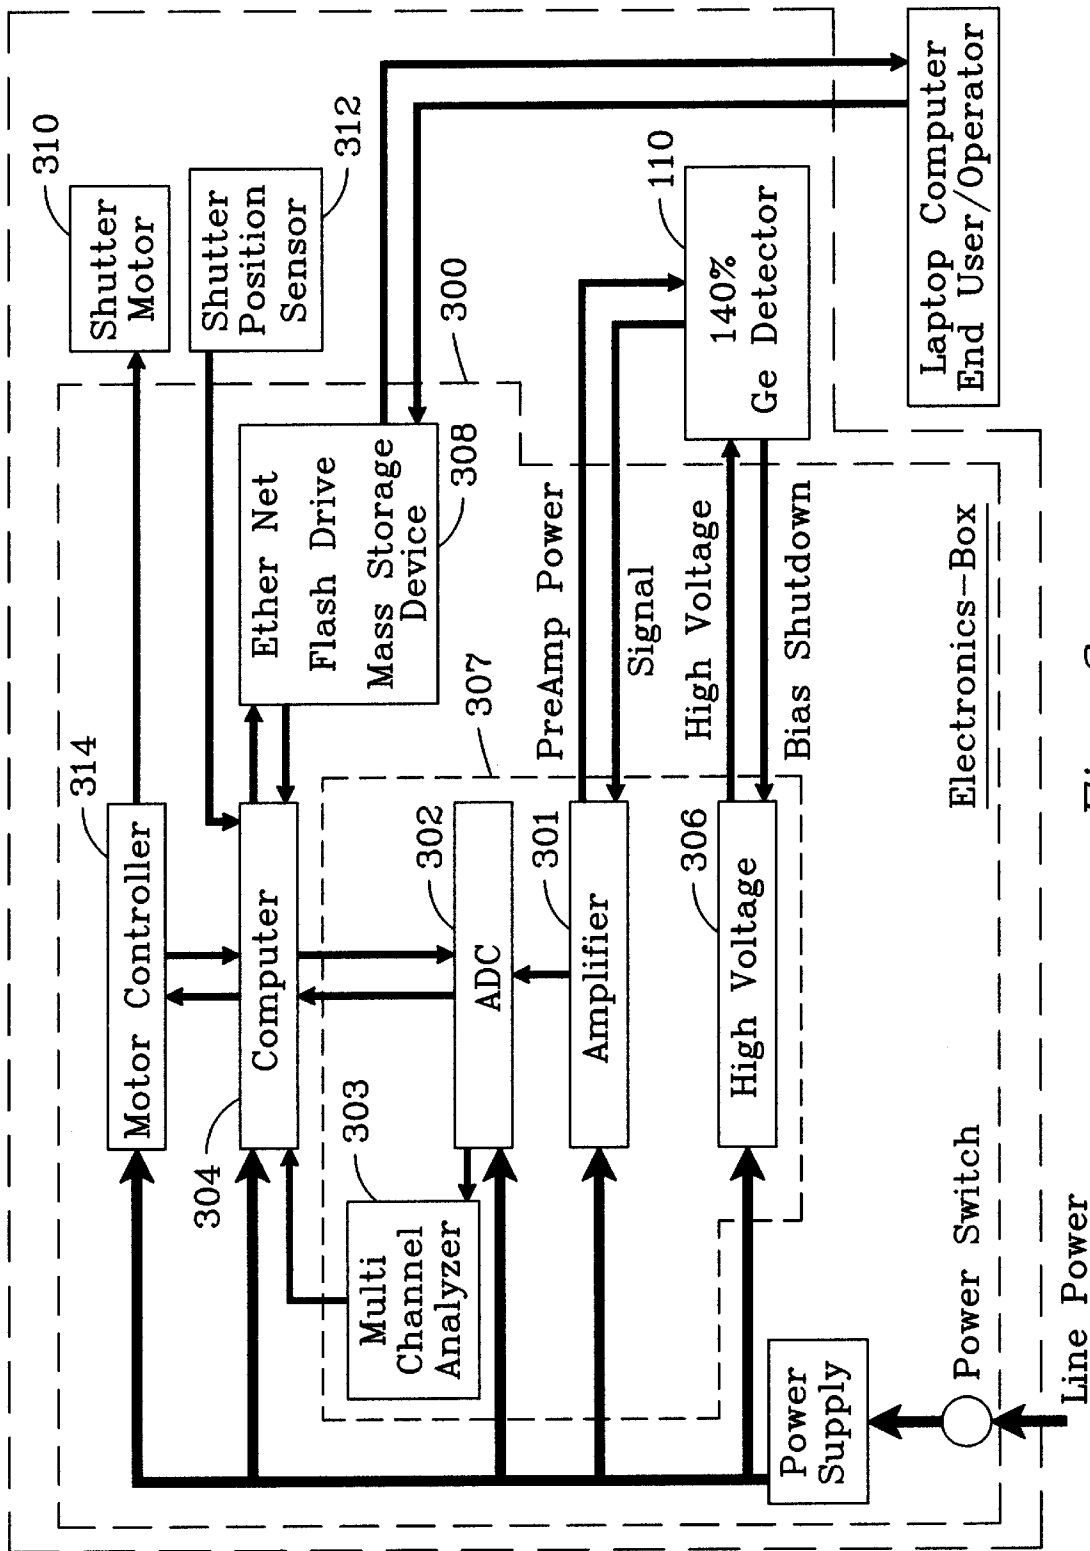 310
Shutter
Motor
Shutter
Position
Sensor
312
314
Motor Controller
304
Computer
Ether Net
Flash Drive
Mass Storage
Device
308
300
303
Multi
Channel
Analyzer
302
ADC
307
301
Amplifier
PreAmp Power
Signal
306
High Voltage
High Voltage
Bias Shutdown
110
140%
Ge Detector
Laptop Computer
End User/Operator
Power
Supply
Power Switch
Line Power
Electronics-Box